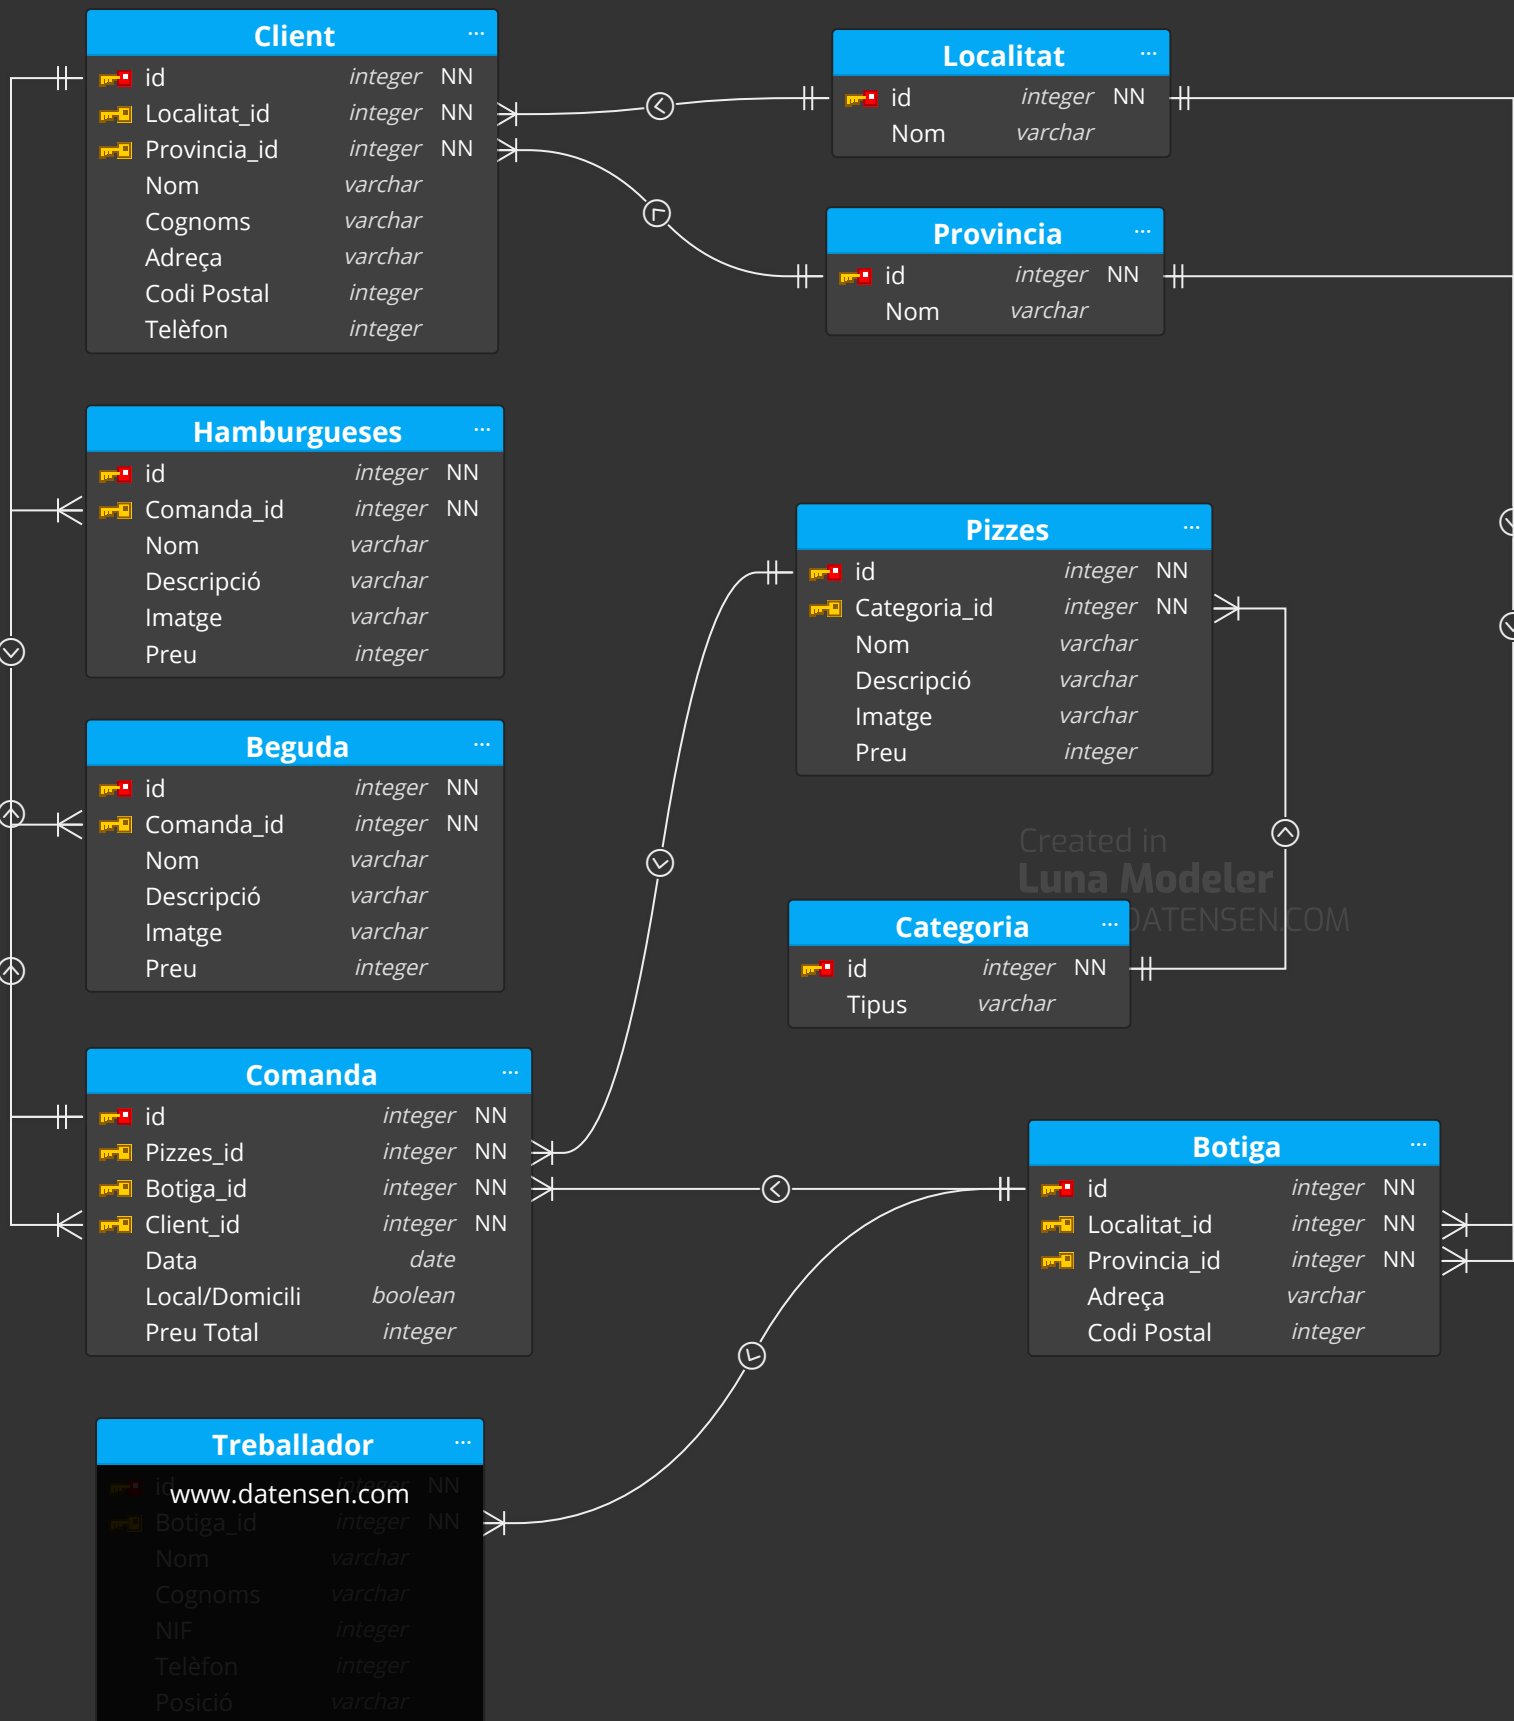 Client ...
id integer NN
Localitat_id integer NN
Provincia_id integer NN
Nom varchar
Cognoms varchar
Adreça varchar
Codi Postal integer
Telèfon integer
Localitat ...
id integer NN
Nom varchar
Provincia ...
id integer NN
Nom varchar
Hamburgueses ...
id integer NN
Comanda_id integer NN
Nom varchar
Descripció varchar
Imatge varchar
Preu integer
Pizzes ...
id integer NN
Categoria_id integer NN
Nom varchar
Descripció varchar
Imatge varchar
Preu integer
Beguda ...
id integer NN
Comanda_id integer NN
Nom varchar
Descripció varchar
Imatge varchar
Preu integer
Created in
Luna Modeler
DATENSEN.COM
Categoria ...
id integer NN
Tipus varchar
Comanda ...
id integer NN
Pizzes_id integer NN
Botiga_id integer NN
Client_id integer NN
Data date
Local/Domicili boolean
Preu Total integer
Botiga ...
id integer NN
Localitat_id integer NN
Provincia_id integer NN
Adreça varchar
Codi Postal integer
Treballador ...
id integer NN
www.datensen.com
Botiga_id integer NN
Nom varchar
Cognoms varchar
NIF integer
Telèfon integer
Posició varchar